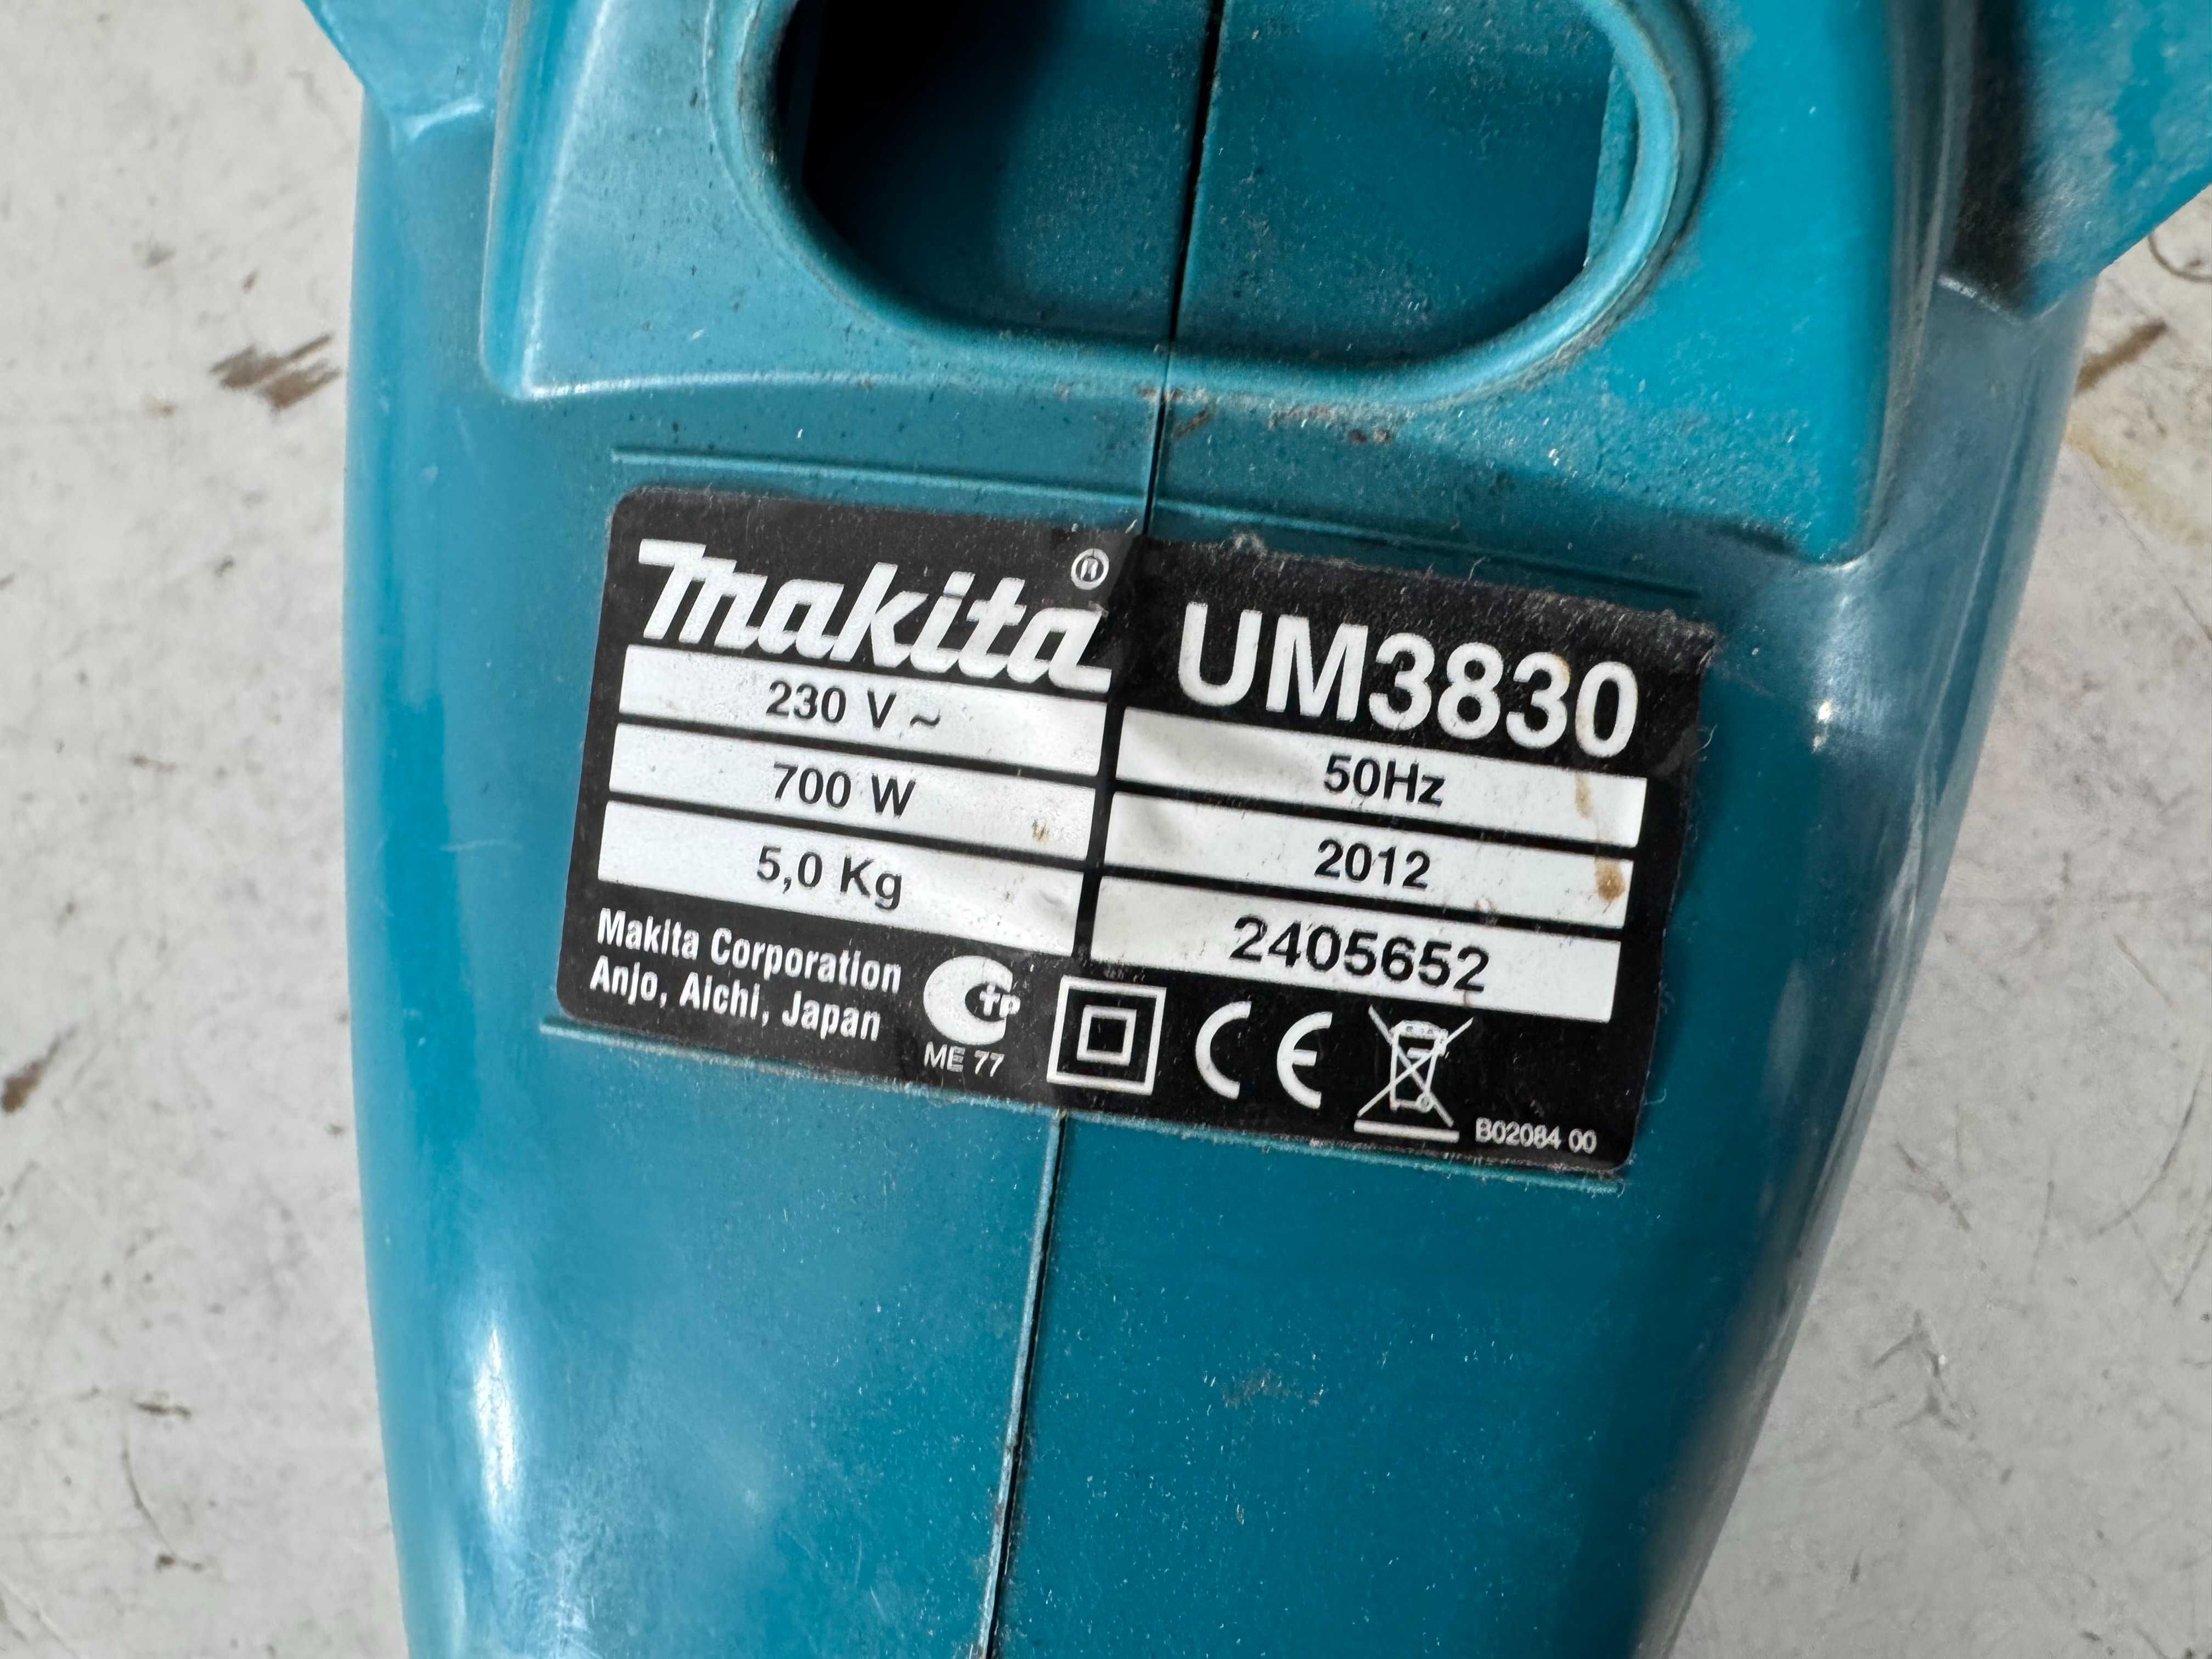 makita® UM3830
230 V ~ 50Hz
700 W 2012
5,0 Kg 2405652
Makita Corporation
Anjo, Aichi, Japan
ME 77 CE B02084 00